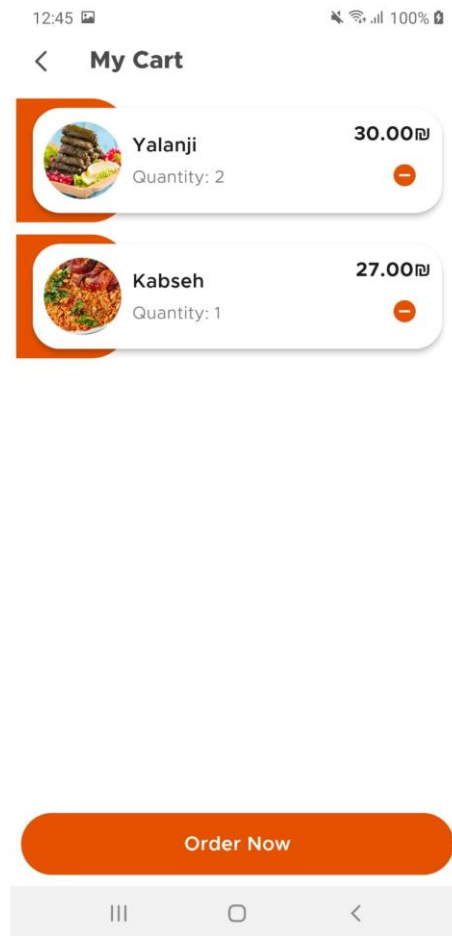 12:45
100%
My Cart
Yalanji
30.00₪
Quantity: 2
Kabseh
27.00₪
Quantity: 1
Order Now